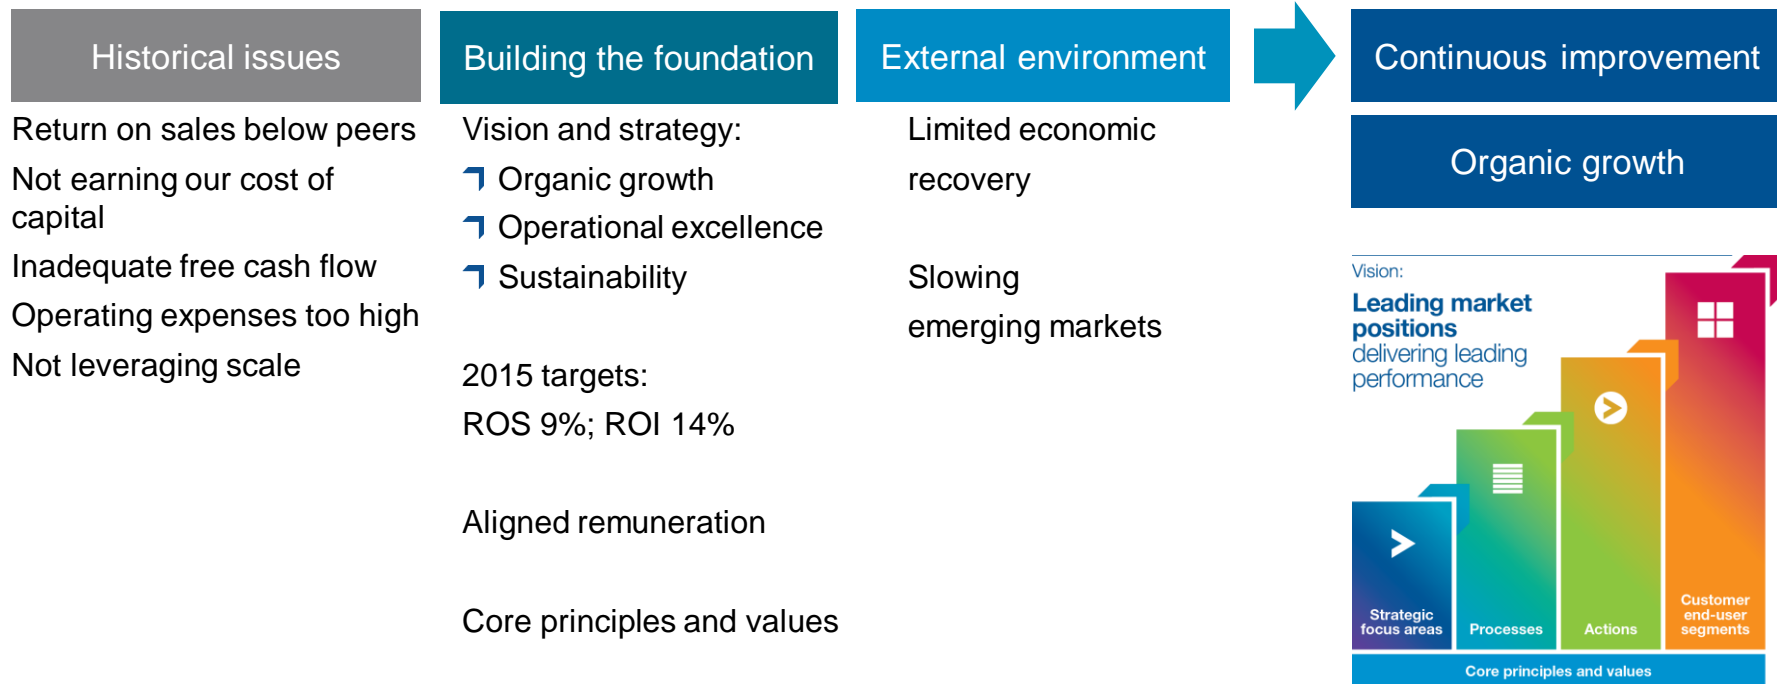 Historical issues
Return on sales below peers
Not earning our cost of
capital
Inadequate free cash flow
Operating expenses too high
Not leveraging scale
Building the foundation
Vision and strategy:
Organic growth
Operational excellence
Sustainability
2015 targets:
ROS 9%; ROI 14%
Aligned remuneration
Core principles and values
External environment
Limited economic
recovery
Slowing
emerging markets
Continuous improvement
Organic growth
Vision:
Leading market
positions
delivering leading
performance
Strategic
focus areas
Processes
Actions
Customer
end-user
segments
Core principles and values